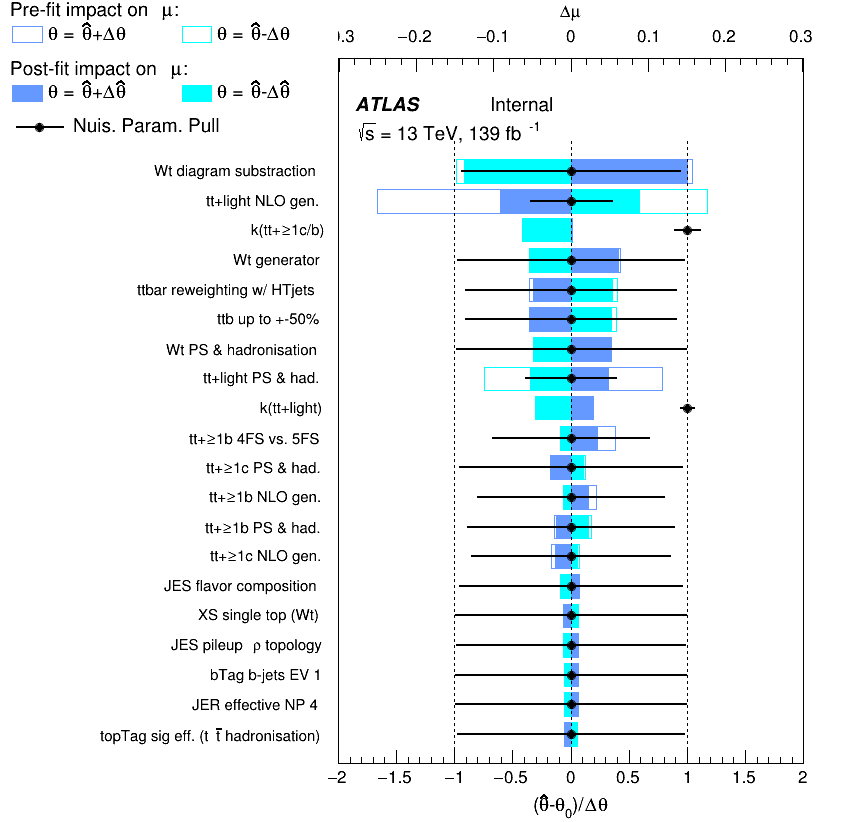 Pre-fit impact on μ:
θ = θ̂+Δθ θ = θ̂-Δθ
Post-fit impact on μ:
θ = θ̂+Δθ̂ θ = θ̂-Δθ̂
Nuis. Param. Pull
Δμ
0.3 −0.2 −0.1 0 0.1 0.2 0.3
ATLAS Internal
√s = 13 TeV, 139 fb⁻¹
Wt diagram substraction
tt+light NLO gen.
k(tt+≥1c/b)
Wt generator
ttbar reweighting w/ HTjets
ttb up to +-50%
Wt PS & hadronisation
tt+light PS & had.
k(tt+light)
tt+≥1b 4FS vs. 5FS
tt+≥1c PS & had.
tt+≥1b NLO gen.
tt+≥1b PS & had.
tt+≥1c NLO gen.
JES flavor composition
XS single top (Wt)
JES pileup ρ topology
bTag b-jets EV 1
JER effective NP 4
topTag sig eff. (t t̄ hadronisation)
−2 −1.5 −1 −0.5 0 0.5 1 1.5 2
(θ̂-θ₀)/Δθ